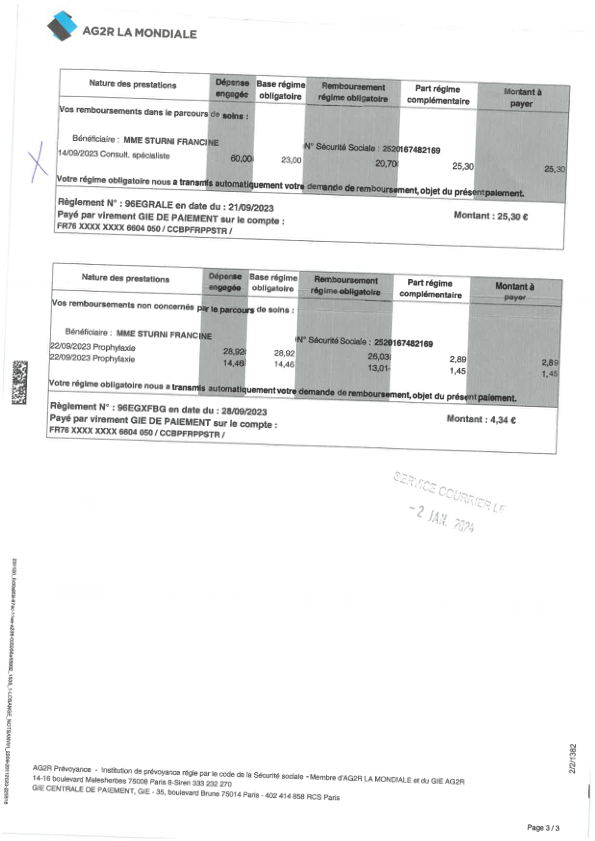 AG2R LA MONDIALE
Nature des prestations Dépense engagée Base régime obligatoire Remboursement régime obligatoire Part régime complémentaire Montant à payer
Vos remboursements dans le parcours de soins :
Bénéficiaire : MME STURNI FRANCINE N° Sécurité Sociale : 2520167482169
14/09/2023 Consult. spécialiste 60,00 23,00 20,70 25,30 25,30
Votre régime obligatoire nous a transmis automatiquement votre demande de remboursement, objet du présent paiement.
Règlement N° : 96EGRALE en date du : 21/09/2023 Montant : 25,30 €
Payé par virement GIE DE PAIEMENT sur le compte :
FR76 XXXX XXXX 6604 050 / CCBPFRPPSTR /
Nature des prestations Dépense engagée Base régime obligatoire Remboursement régime obligatoire Part régime complémentaire Montant à payer
Vos remboursements non concernés par le parcours de soins :
Bénéficiaire : MME STURNI FRANCINE N° Sécurité Sociale : 2520167482169
22/09/2023 Prophylaxie 28,92 28,92 26,03 2,89 2,89
22/09/2023 Prophylaxie 14,46 14,46 13,01 1,45 1,45
Votre régime obligatoire nous a transmis automatiquement votre demande de remboursement, objet du présent paiement.
Règlement N° : 96EGXFBG en date du : 28/09/2023 Montant : 4,34 €
Payé par virement GIE DE PAIEMENT sur le compte :
FR76 XXXX XXXX 6604 050 / CCBPFRPPSTR /
SERVICE COURRIER LE
-2 JAN. 2024
2/2/1382
AG2R Prévoyance - Institution de prévoyance régie par le code de la Sécurité sociale - Membre d'AG2R LA MONDIALE et du GIE AG2R
14-16 boulevard Malesherbes 75008 Paris 8-Siren 333 232 270
GIE CENTRALE DE PAIEMENT, GIE - 35, boulevard Brune 75014 Paris - 402 414 858 RCS Paris
Page 3 / 3